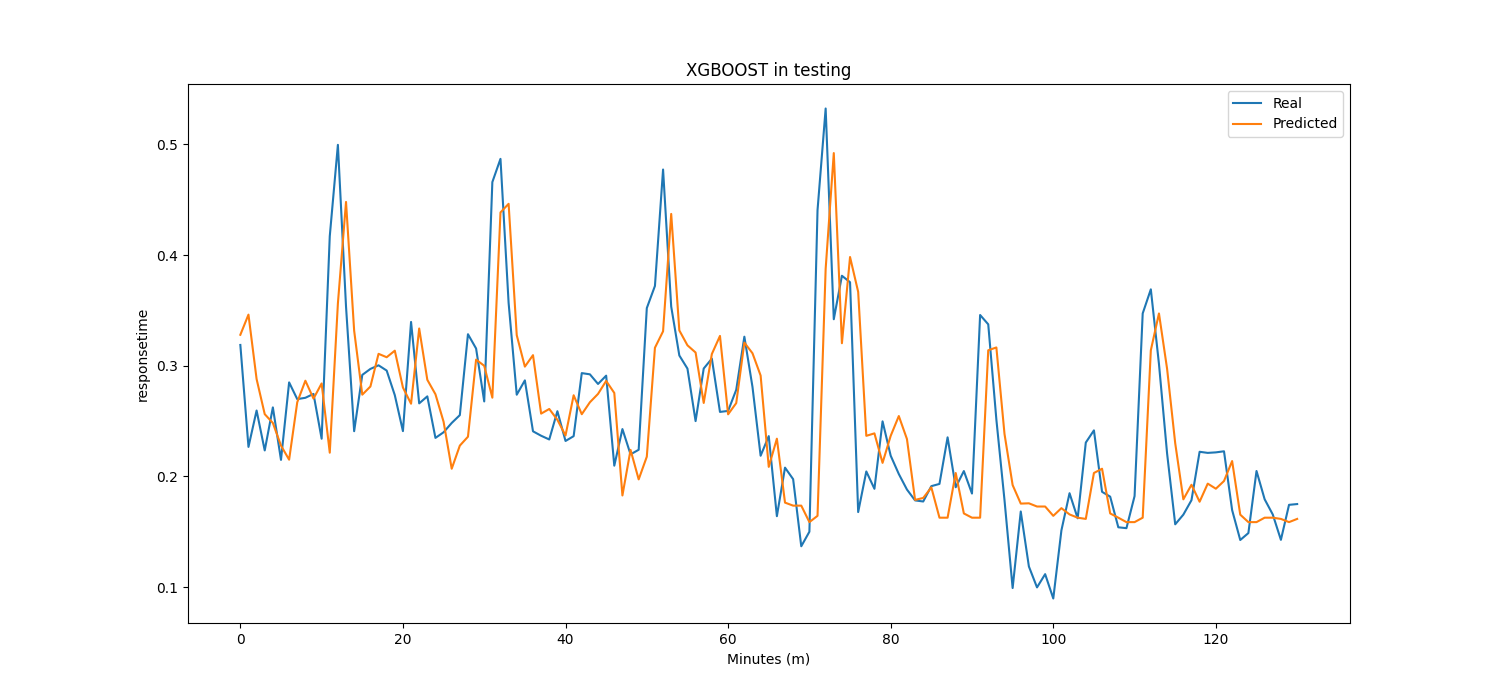 XGBOOST in testing
Real
Predicted
responsetime
0.5
0.4
0.3
0.2
0.1
0 20 40 60 80 100 120
Minutes (m)